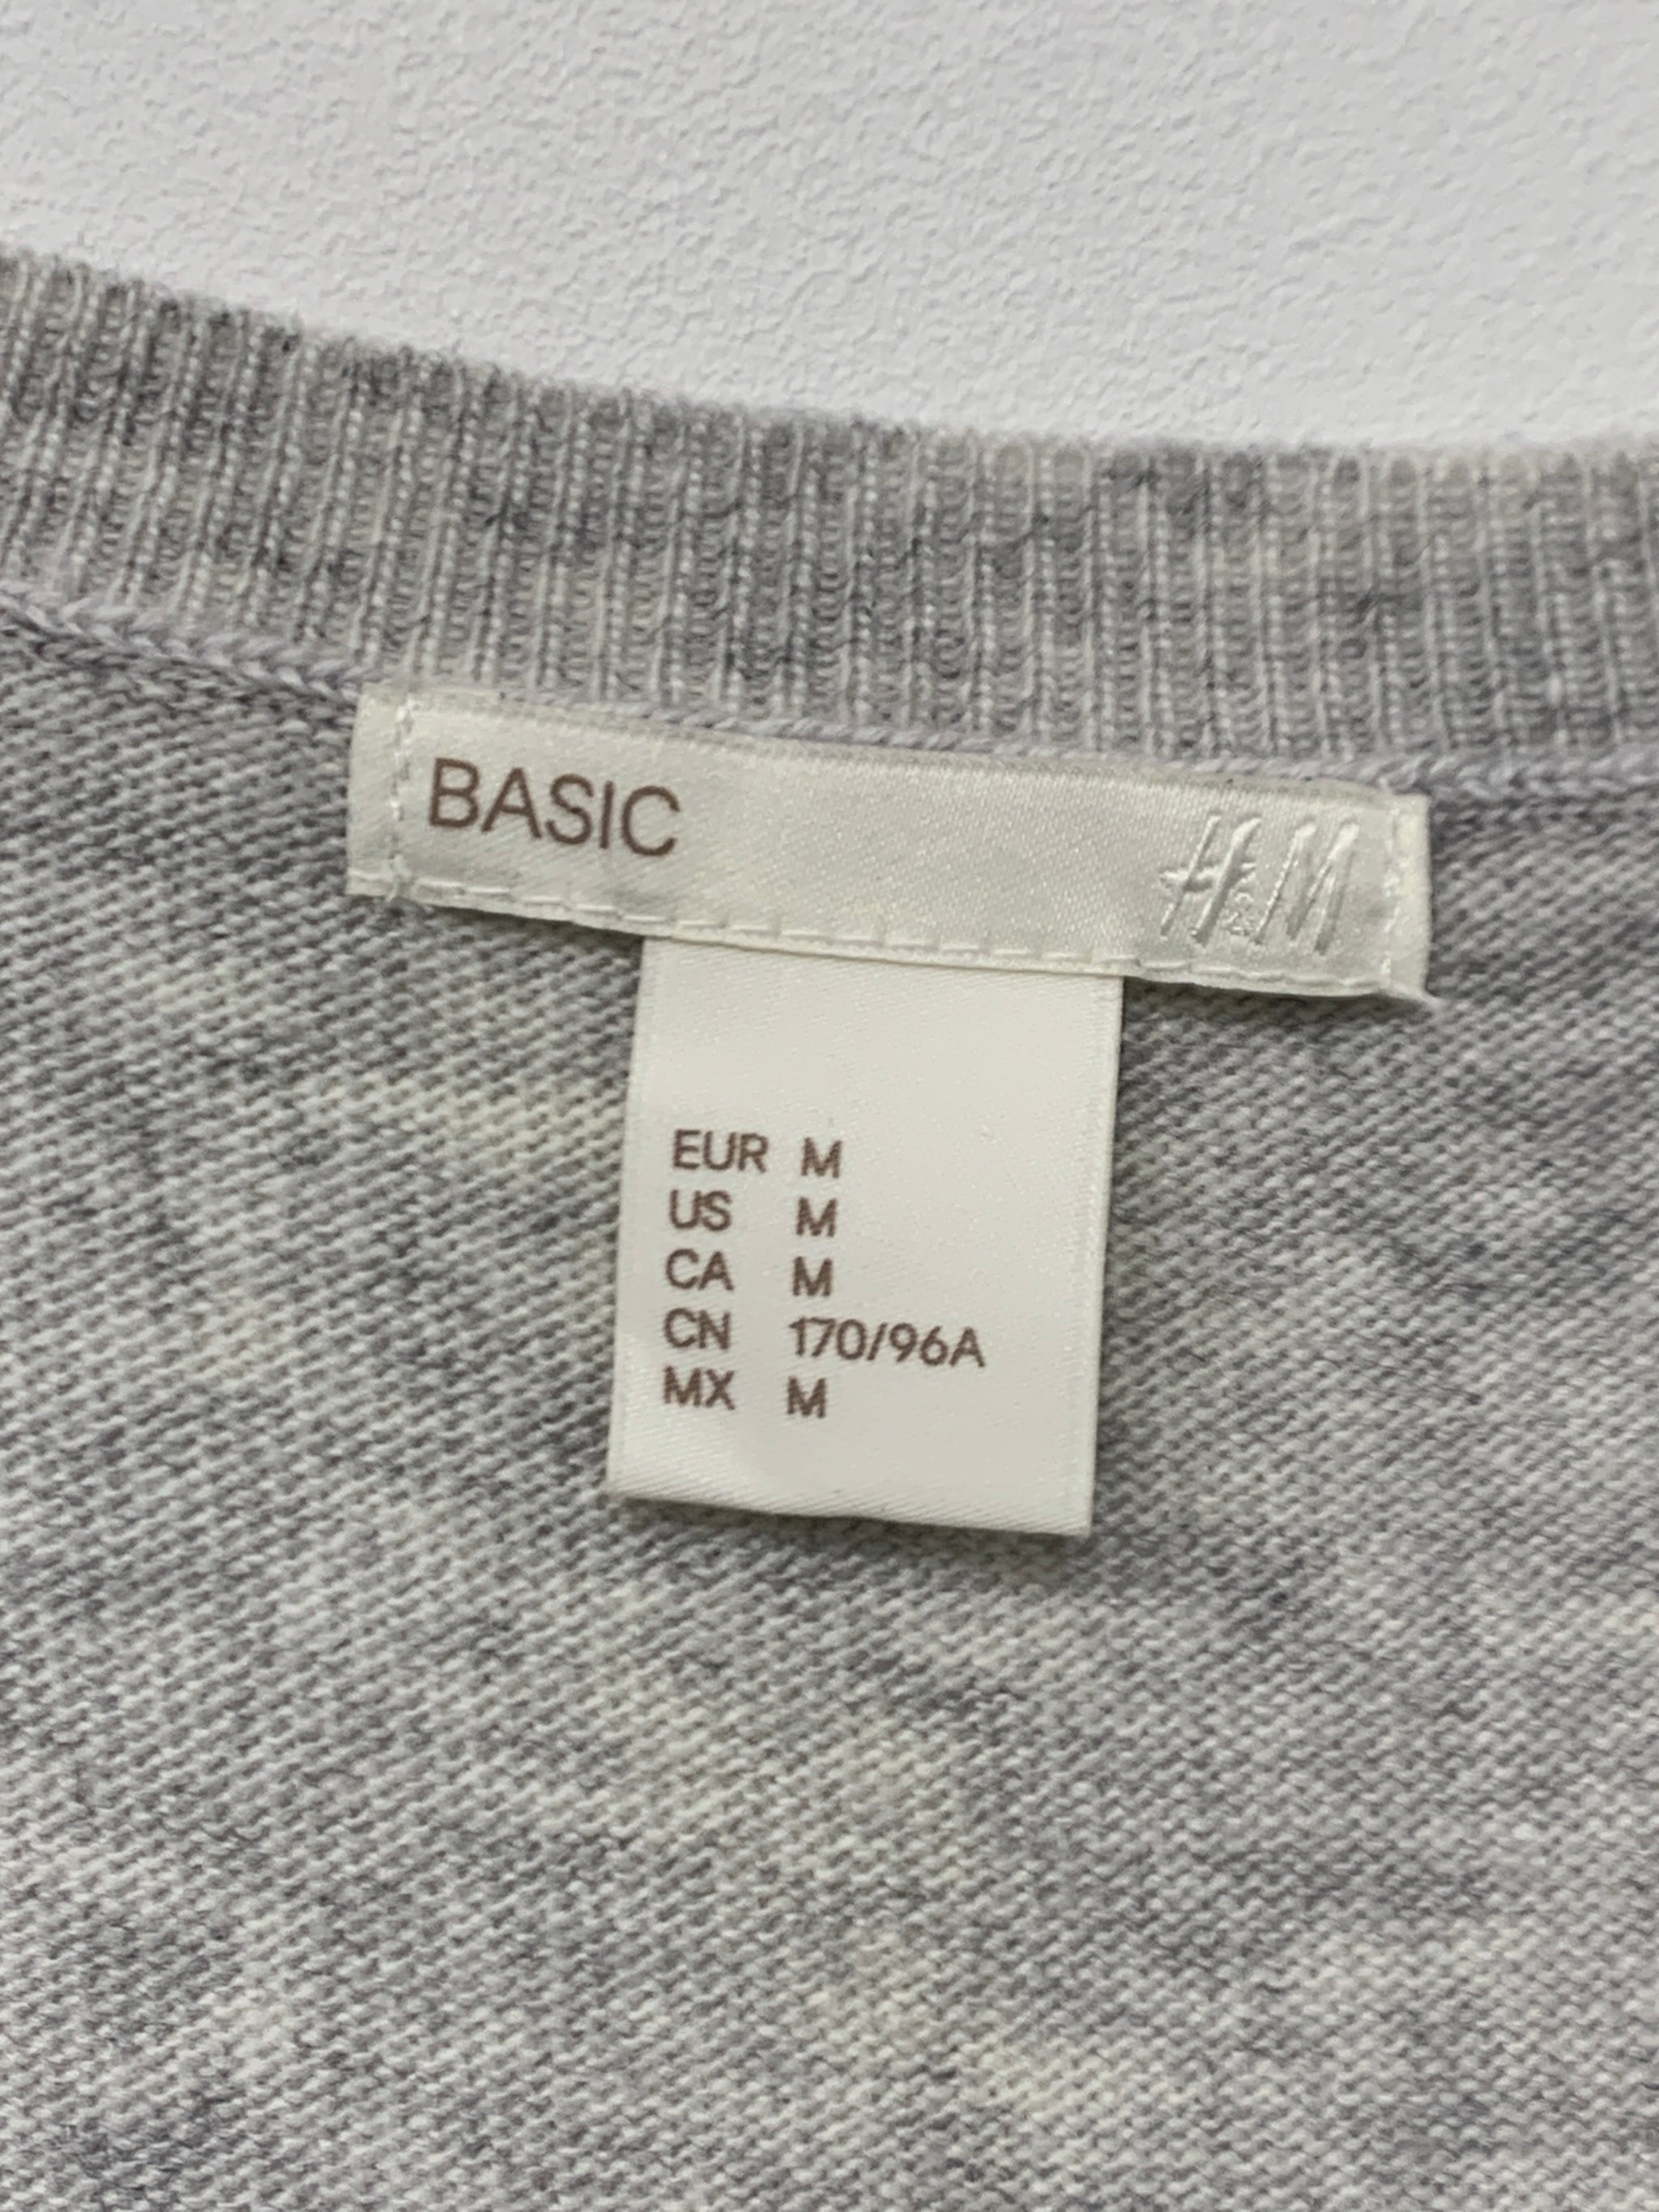 BASIC H&M
EUR M
US M
CA M
CN 170/96A
MX M